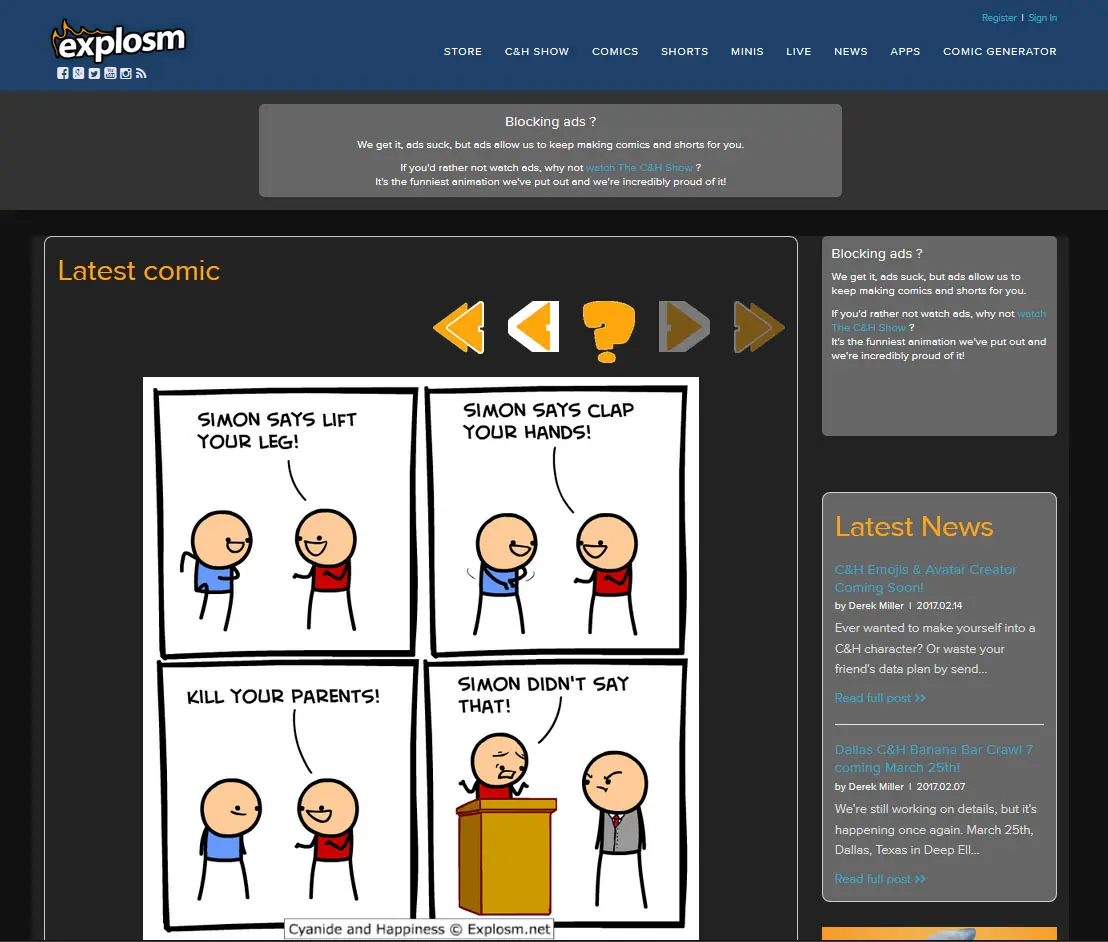 explosm
Register | Sign In
STORE C&H SHOW COMICS SHORTS MINIS LIVE NEWS APPS COMIC GENERATOR
Blocking ads ?
We get it, ads suck, but ads allow us to keep making comics and shorts for you.
If you'd rather not watch ads, why not watch The C&H Show ?
It's the funniest animation we've put out and we're incredibly proud of it!
Latest comic
SIMON SAYS LIFT
YOUR LEG!
SIMON SAYS CLAP
YOUR HANDS!
KILL YOUR PARENTS!
SIMON DIDN'T SAY
THAT!
Cyanide and Happiness © Explosm.net
Blocking ads ?
We get it, ads suck, but ads allow us to
keep making comics and shorts for you.
If you'd rather not watch ads, why not watch
The C&H Show ?
It's the funniest animation we've put out and
we're incredibly proud of it!
Latest News
C&H Emojis & Avatar Creator
Coming Soon!
by Derek Miller | 2017.02.14
Ever wanted to make yourself into a
C&H character? Or waste your
friend's data plan by send...
Read full post
Dallas C&H Banana Bar Crawl 7
coming March 25th!
by Derek Miller | 2017.02.07
We're still working on details, but it's
happening once again. March 25th,
Dallas, Texas in Deep Ell...
Read full post